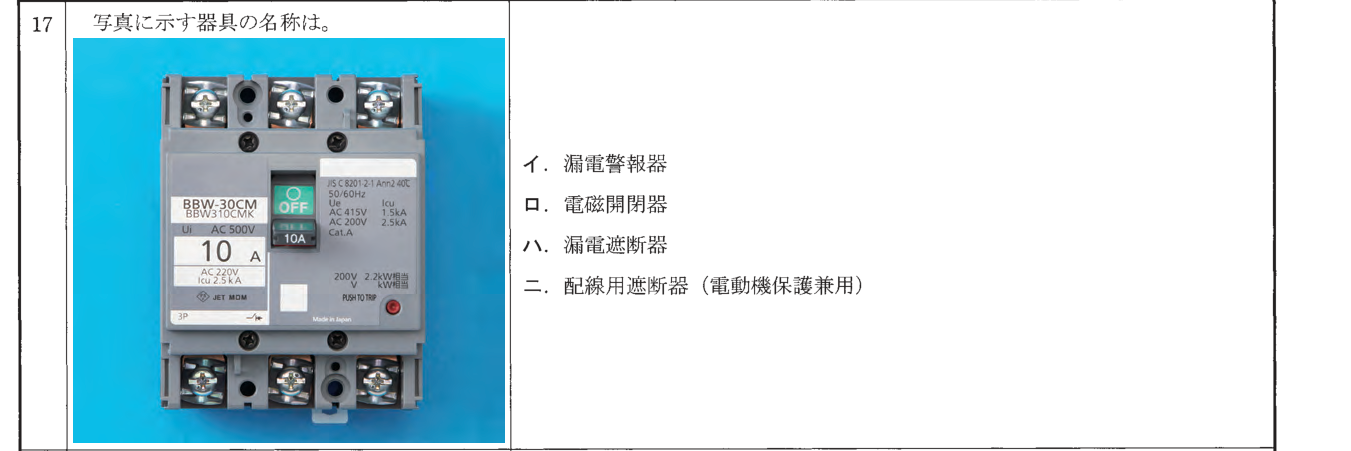 17 写真に示す器具の名称は。
JIS C 8201-2-1 Ann2 40℃
50/60Hz
Ue Icu
AC 415V 1.5kA
AC 200V 2.5kA
Cat.A
OFF
10A
BBW-30CM
BBW310CMK
Ui AC 500V
10 A
AC 220V
Icu 2.5 k A
JET MDM
200V 2.2kW相当
V kW相当
PUSH TO TRIP
3P
Made in Japan
イ. 漏電警報器
ロ. 電磁開閉器
ハ. 漏電遮断器
ニ. 配線用遮断器（電動機保護兼用）